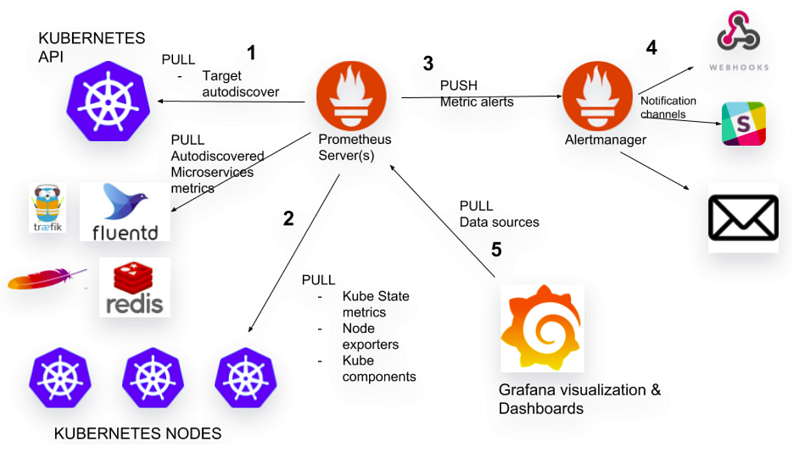 KUBERNETES
API
PULL
- Target
autodiscover
1
Prometheus
Server(s)
3
PUSH
Metric alerts
Alertmanager
4
WEBHOOKS
Notification
channels
S
PULL
Autodiscovered
Microservices
metrics
træfik
fluentd
redis
2
PULL
- Kube State
metrics
- Node
exporters
- Kube
components
PULL
Data sources
5
Grafana visualization &
Dashboards
KUBERNETES NODES